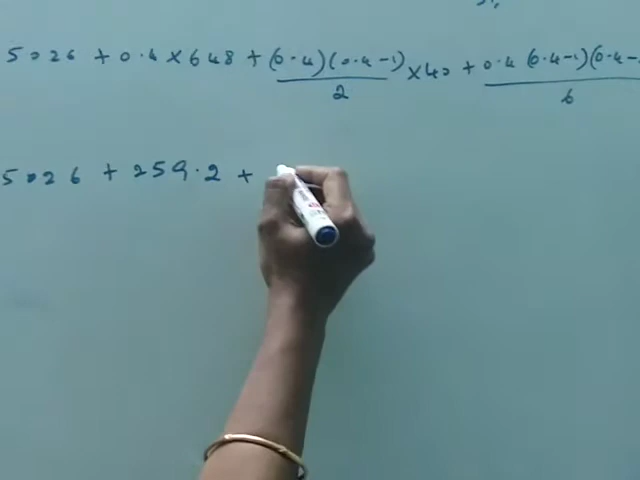 5026 + 0.4 × 648 + (0.4)(0.4-1)/2 × 40 + 0.4 (0.4-1)(0.4-/6
5026 + 259.2 +